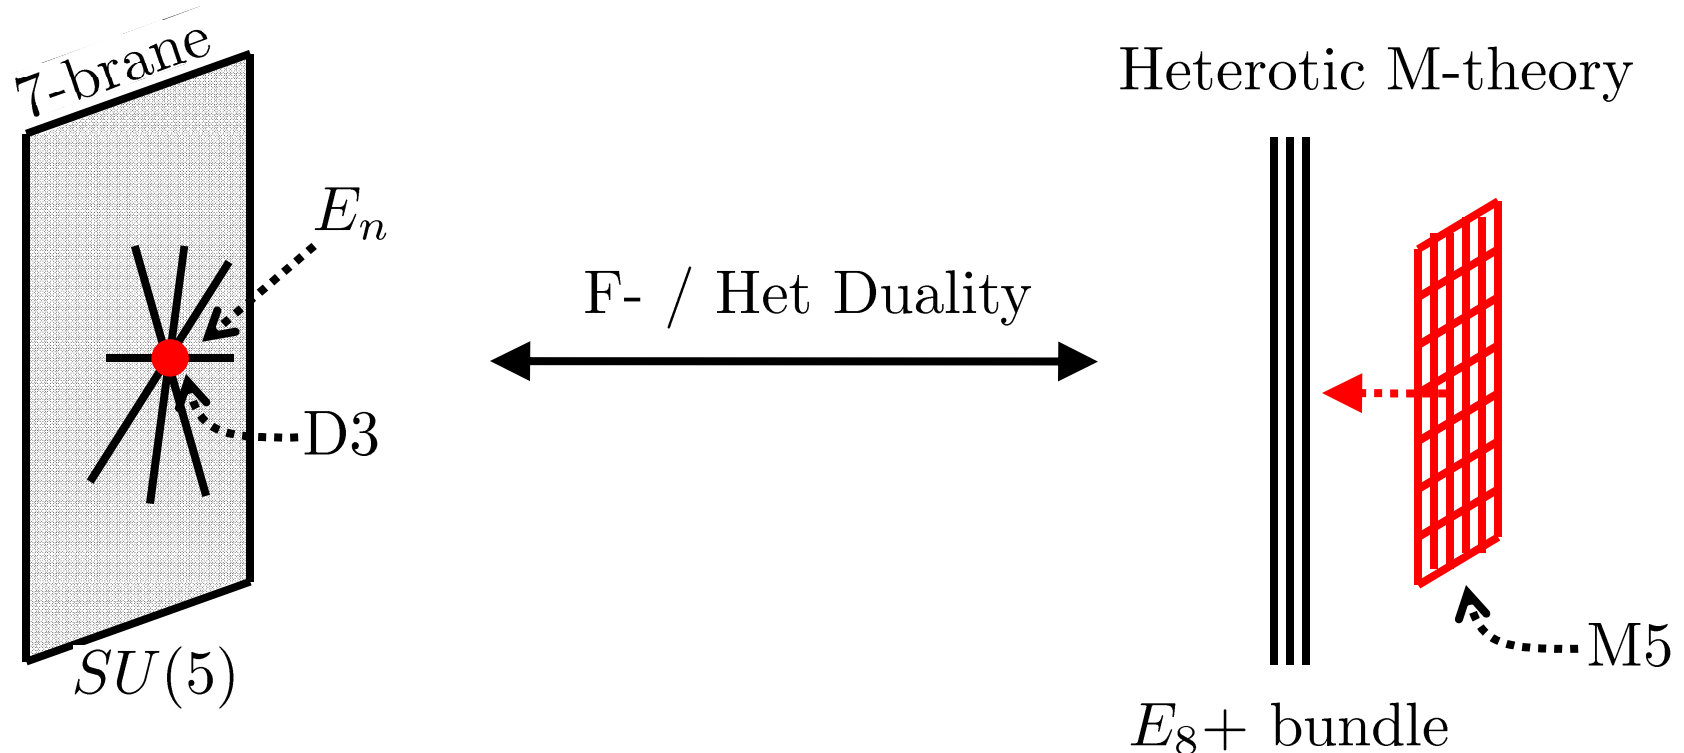 7-brane
Heterotic M-theory
E_n
F- / Het Duality
D3
SU(5)
M5
E_8+ bundle